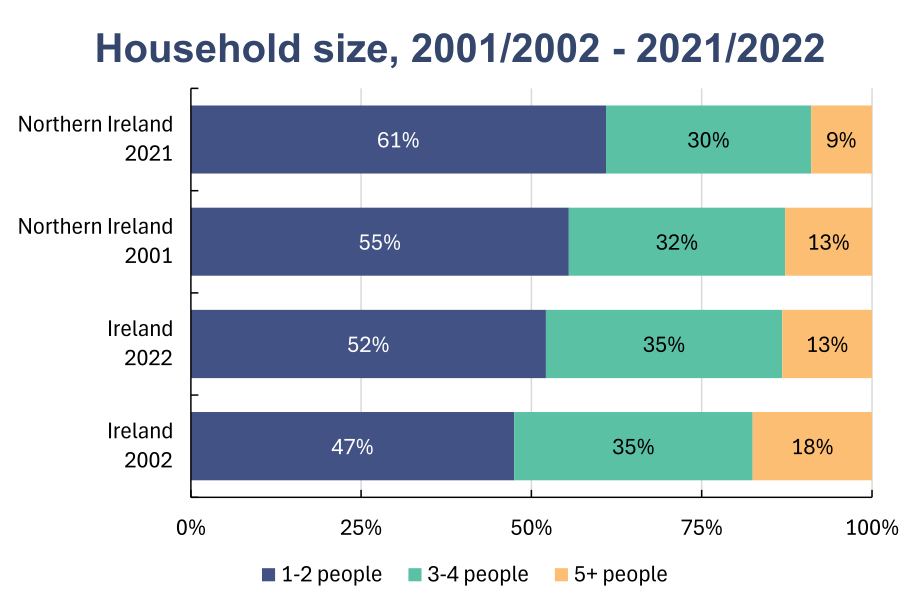 Household size, 2001/2002 - 2021/2022
Northern Ireland
2021
61%
30%
9%
Northern Ireland
2001
55%
32%
13%
Ireland
2022
52%
35%
13%
Ireland
2002
47%
35%
18%
0%
25%
50%
75%
100%
1-2 people
3-4 people
5+ people